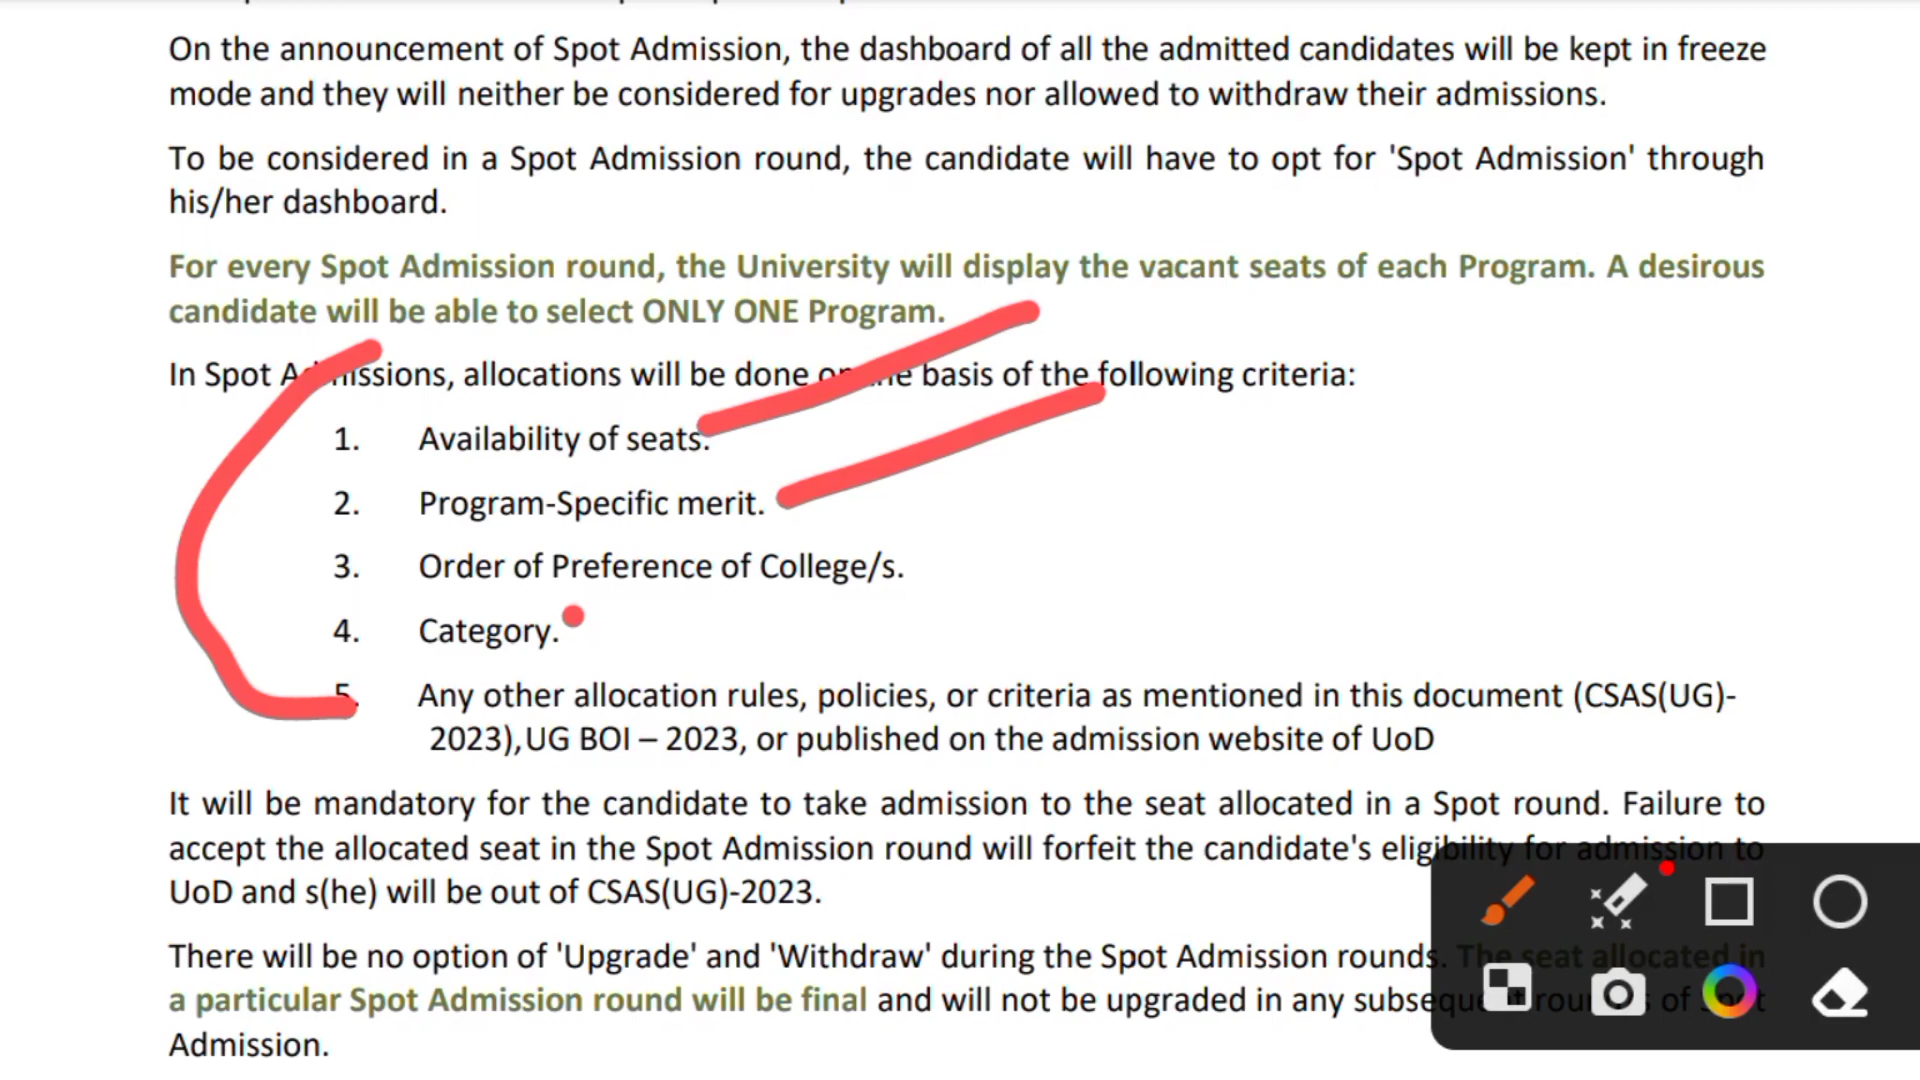 On the announcement of Spot Admission, the dashboard of all the admitted candidates will be kept in freeze
mode and they will neither be considered for upgrades nor allowed to withdraw their admissions.
To be considered in a Spot Admission round, the candidate will have to opt for 'Spot Admission' through
his/her dashboard.
For every Spot Admission round, the University will display the vacant seats of each Program. A desirous
candidate will be able to select ONLY ONE Program.
In Spot Admissions, allocations will be done on the basis of the following criteria:
1. Availability of seats.
2. Program-Specific merit.
3. Order of Preference of College/s.
4. Category.
5. Any other allocation rules, policies, or criteria as mentioned in this document (CSAS(UG)-
2023),UG BOI – 2023, or published on the admission website of UoD
It will be mandatory for the candidate to take admission to the seat allocated in a Spot round. Failure to
accept the allocated seat in the Spot Admission round will forfeit the candidate's eligibility for admission to
UoD and s(he) will be out of CSAS(UG)-2023.
There will be no option of 'Upgrade' and 'Withdraw' during the Spot Admission rounds. The seat allocated in
a particular Spot Admission round will be final and will not be upgraded in any subsequent rounds of Spot
Admission.